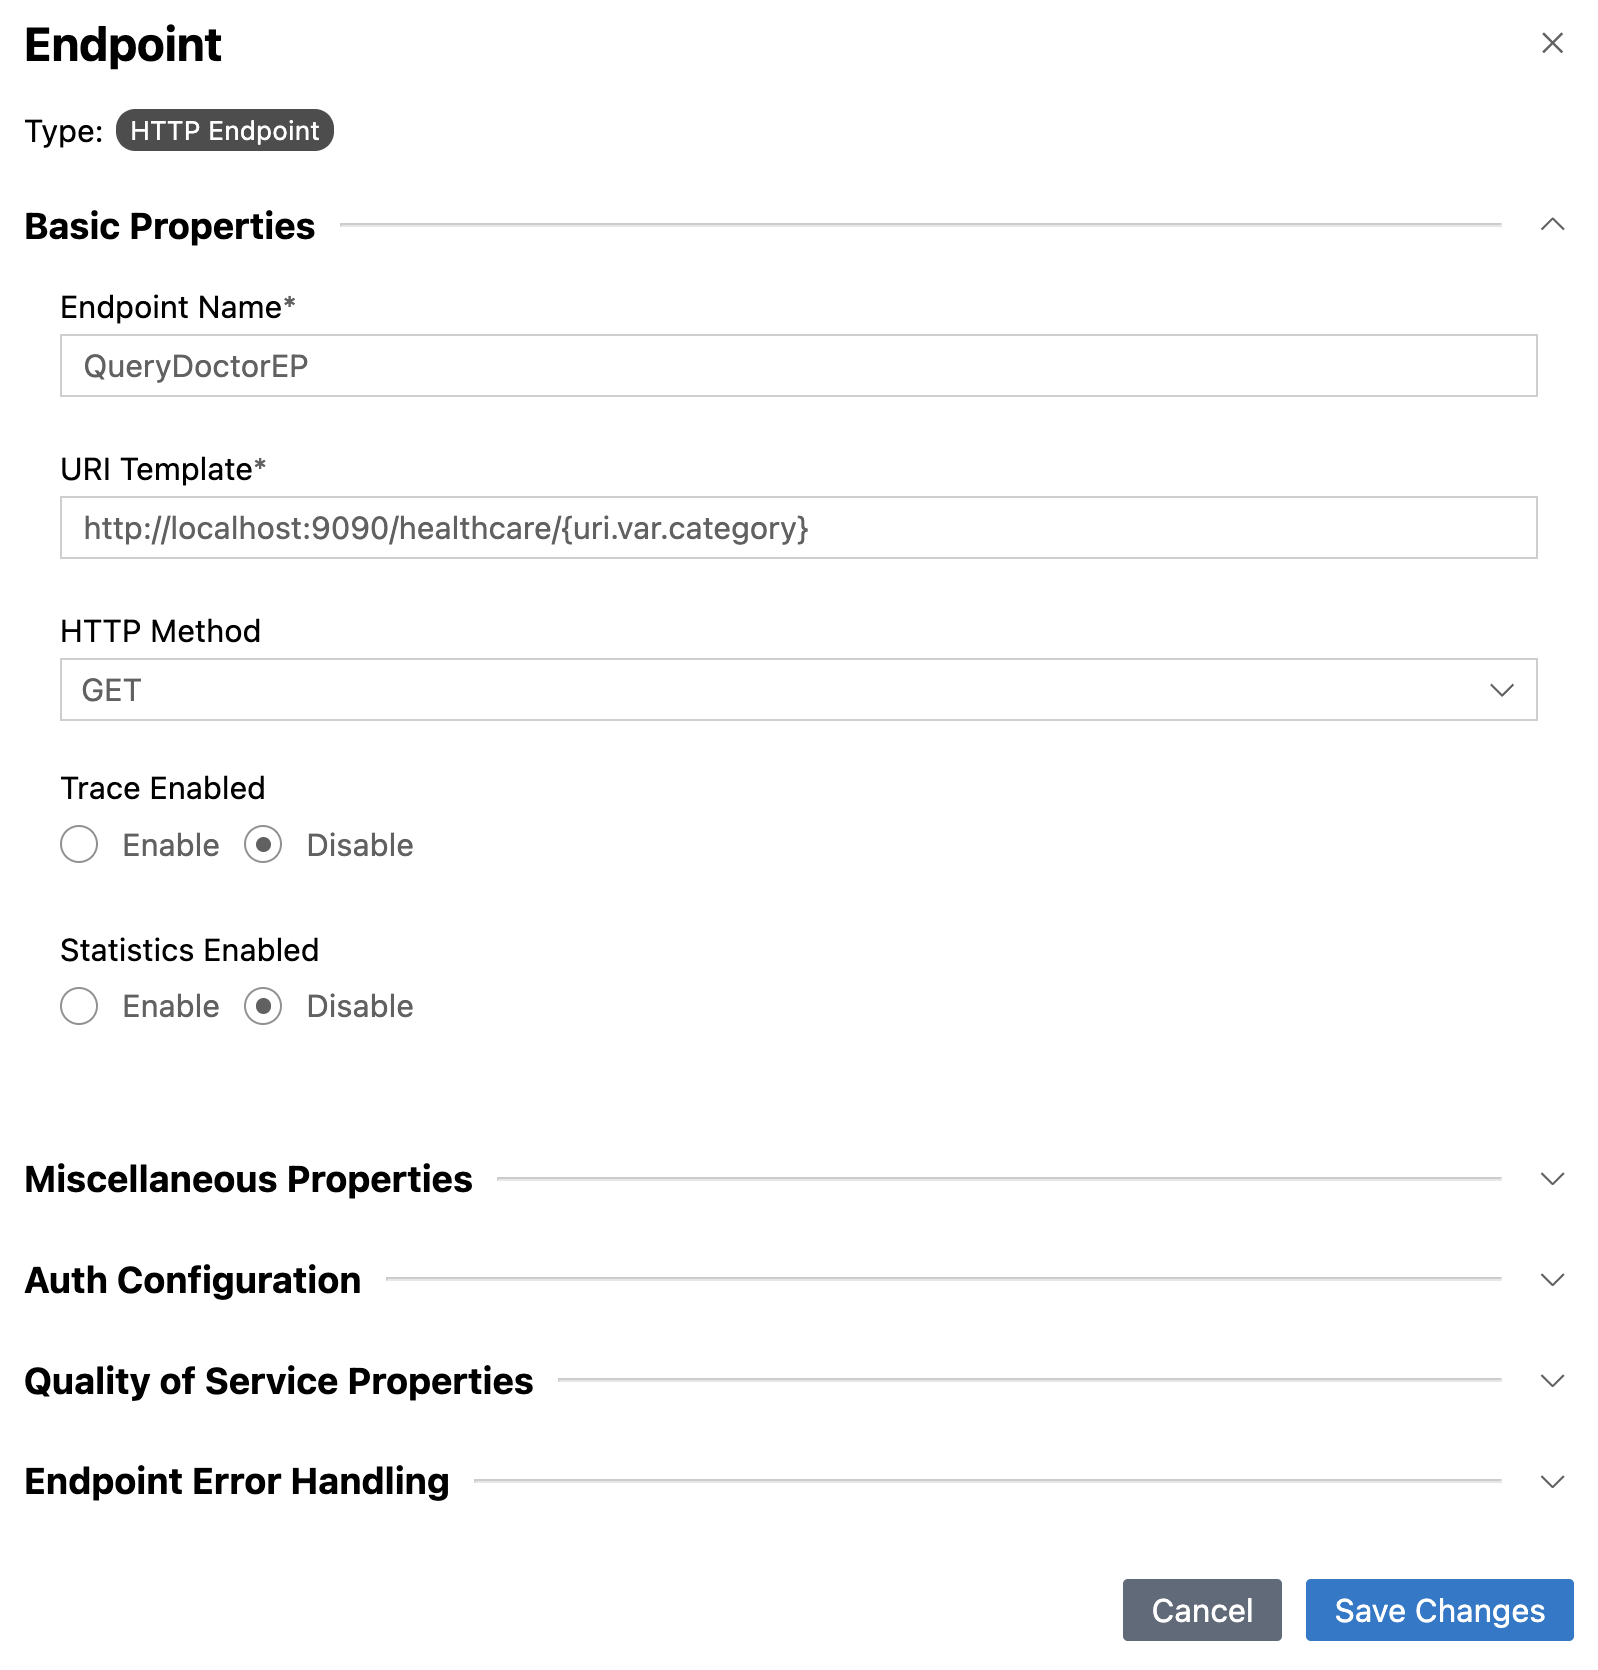 Endpoint
Type: HTTP Endpoint
Basic Properties
Endpoint Name*
QueryDoctorEP
URI Template*
http://localhost:9090/healthcare/{uri.var.category}
HTTP Method
GET
Trace Enabled
Enable Disable
Statistics Enabled
Enable Disable
Miscellaneous Properties
Auth Configuration
Quality of Service Properties
Endpoint Error Handling
Cancel Save Changes